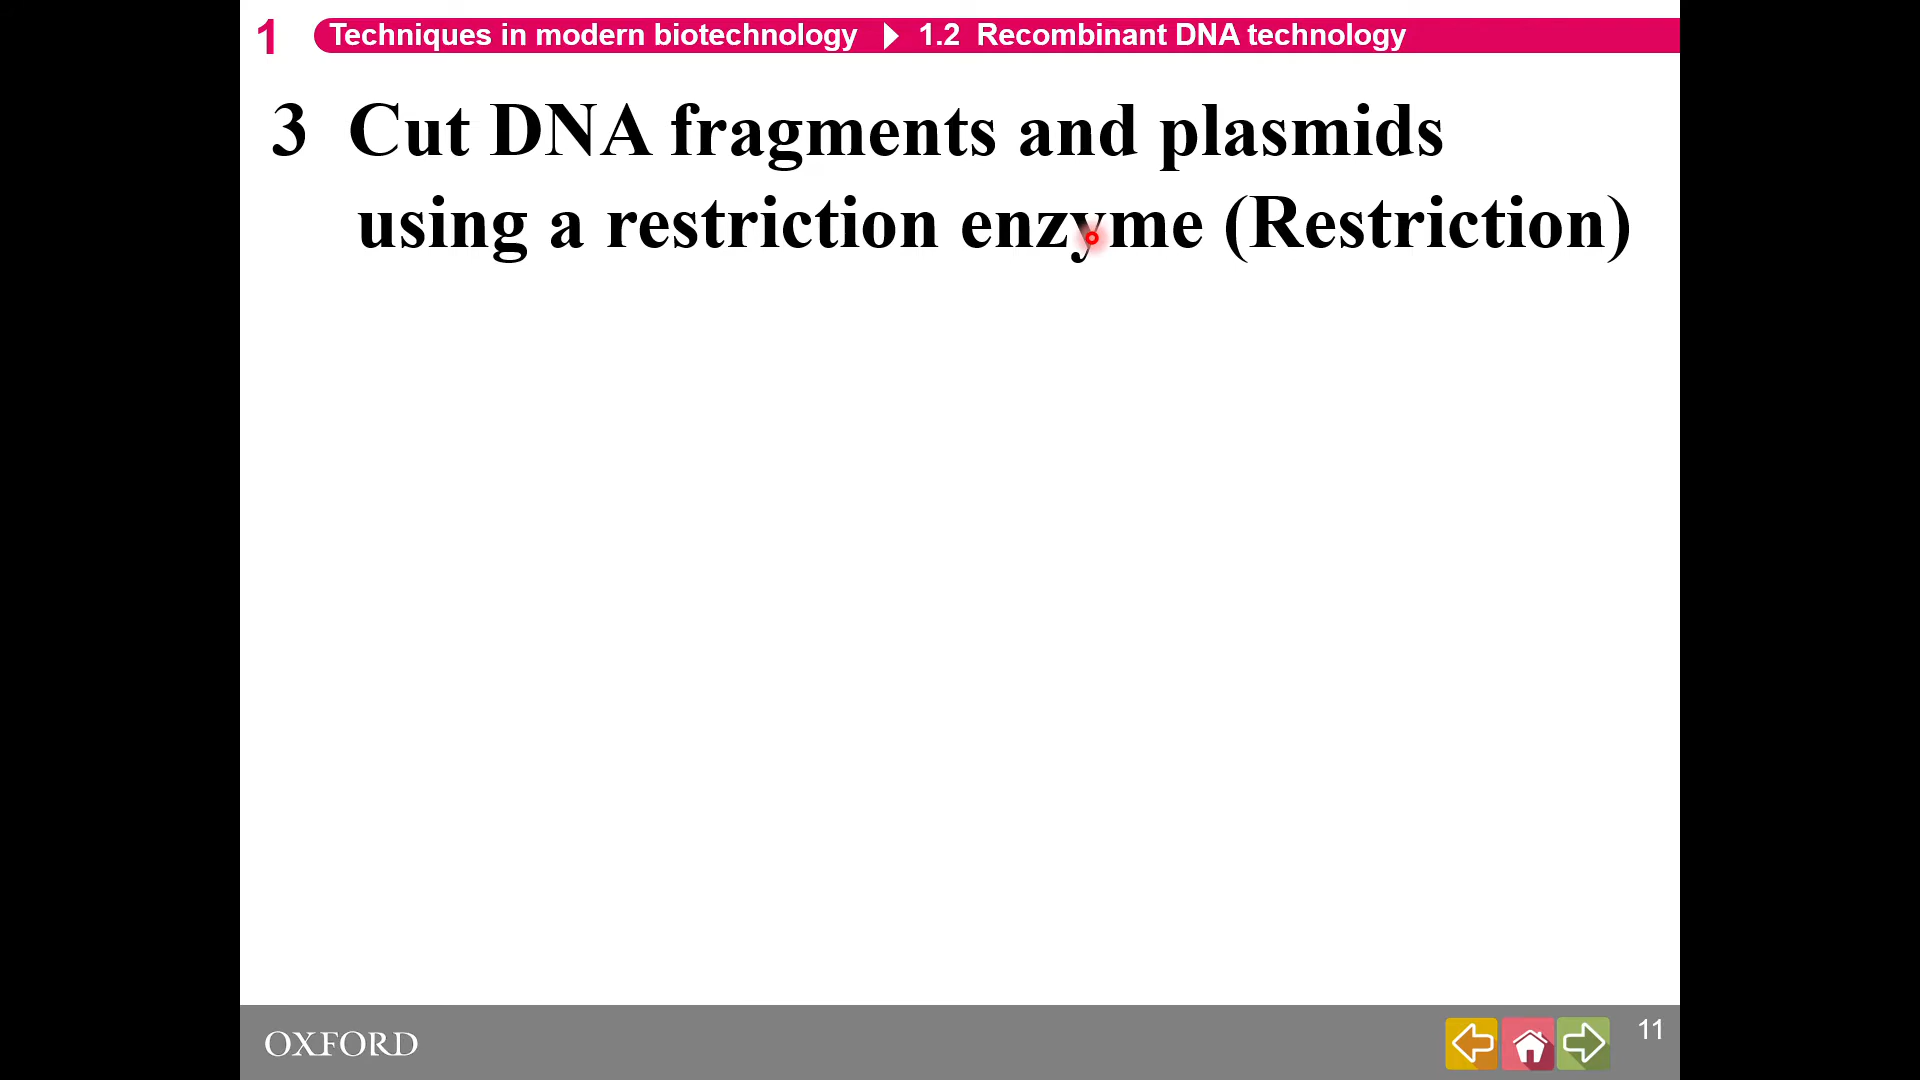 1 Techniques in modern biotechnology 1.2 Recombinant DNA technology
3 Cut DNA fragments and plasmids
using a restriction enzyme (Restriction)
OXFORD 11